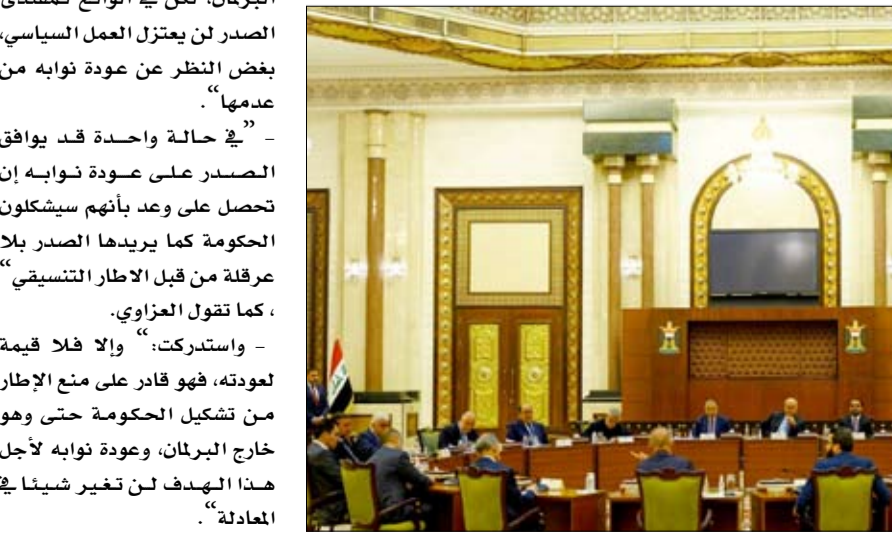 البرلمان، لكن في الواقع لمقتدى
الصدر لن يعتزل العمل السياسي،
بغض النظر عن عودة نوابه من
عدمها“.
- ”في حالة واحدة قد يوافق
الصدر على عودة نوابه إن
تحصل على وعد بأنهم سيشكلون
الحكومة كما يريدها الصدر بلا
عرقلة من قبل الاطار التنسيقي“
، كما تقول العزاوي.
- واستدركت:“ وإلا فلا قيمة
لعودته، فهو قادر على منع الإطار
من تشكيل الحكومة حتى وهو
خارج البرلمان، وعودة نوابه لأجل
هذا الهدف لن تغير شيئا في
المعادلة“.